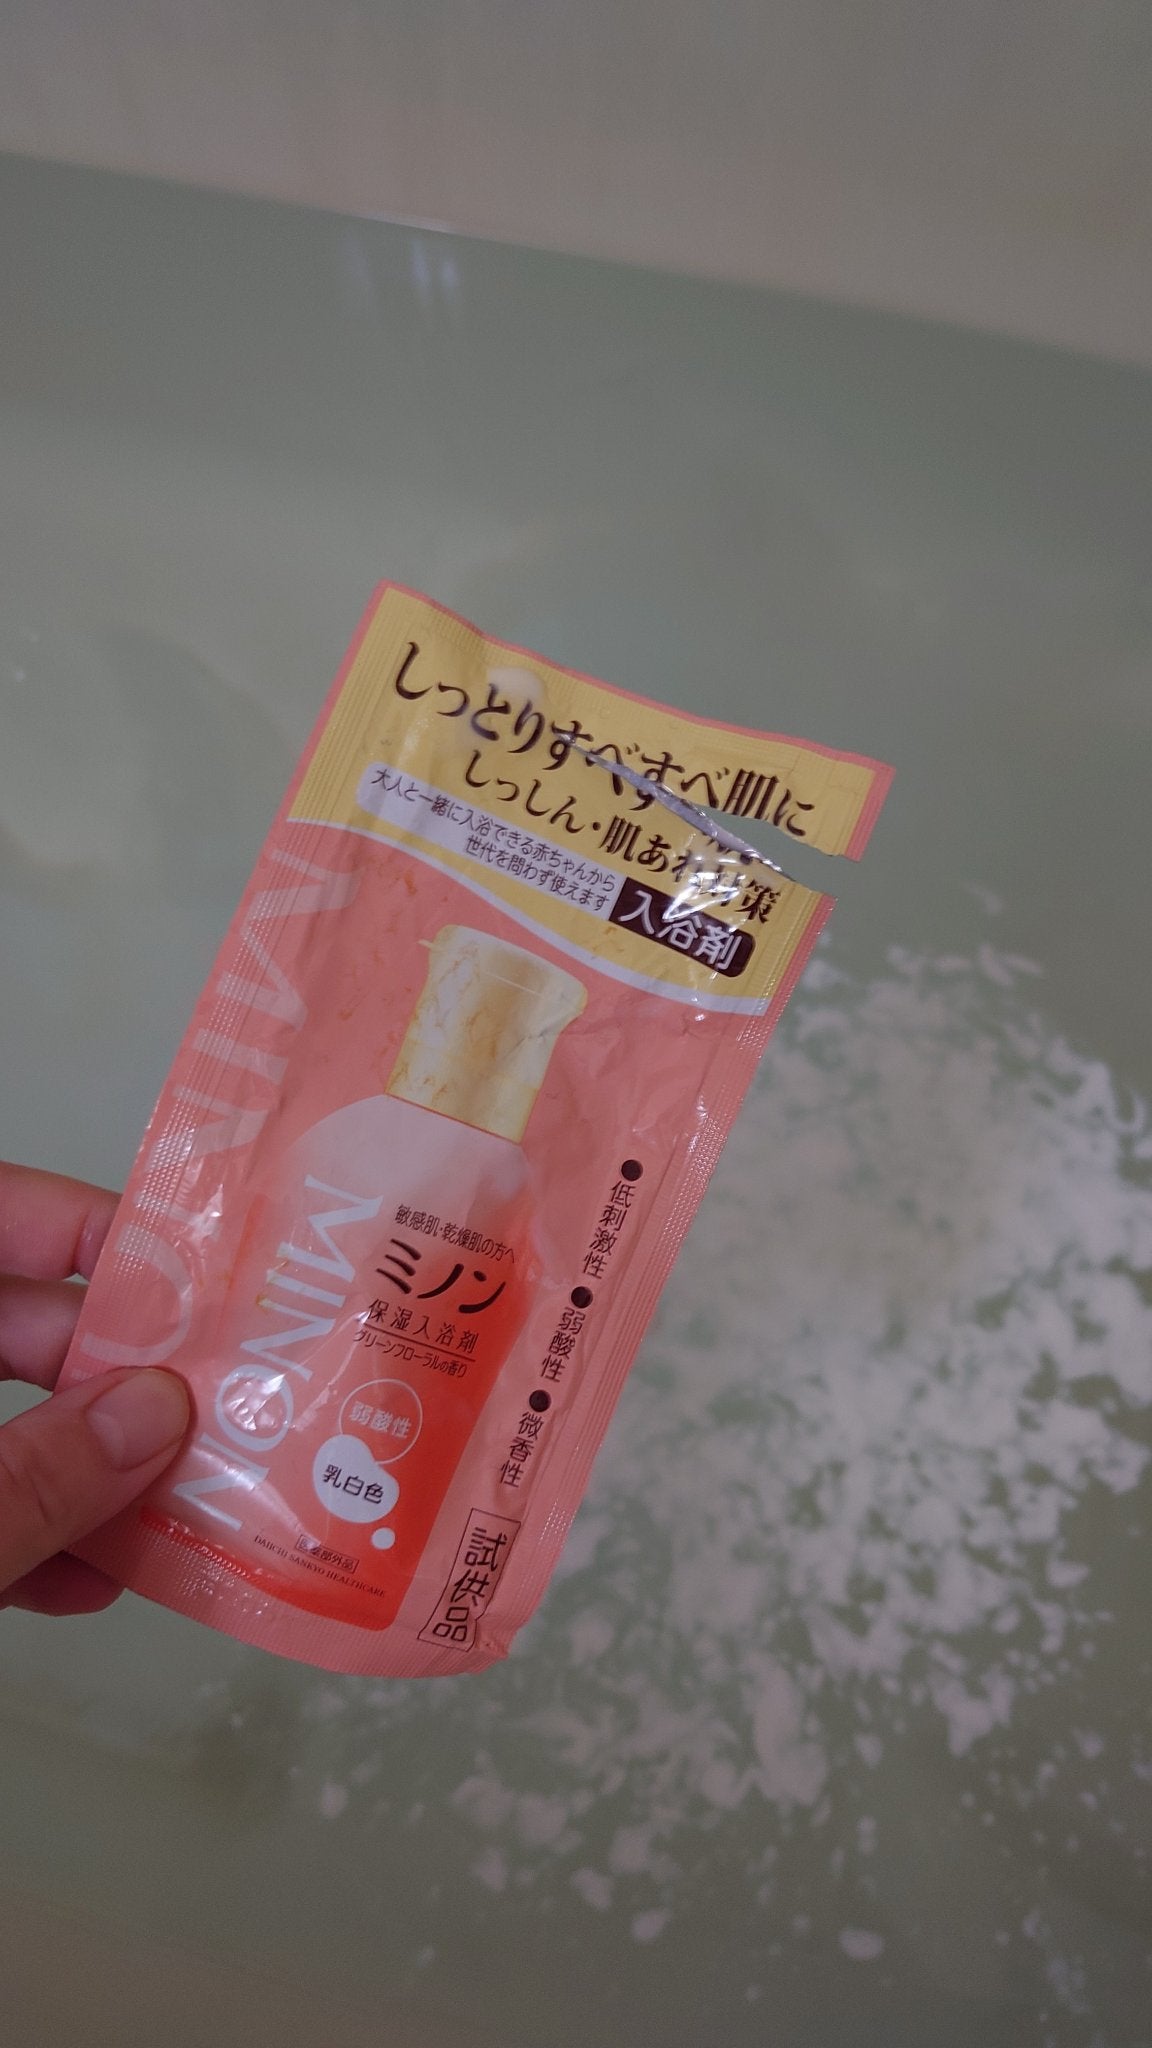 しっとりすべすべ肌に
しっしん・肌あれ対策
大人と一緒に入浴できる赤ちゃんから
世代を問わず使えます
入浴剤
MINON
敏感肌・乾燥肌の方へ
ミノン
保湿入浴剤
グリーンフローラルの香り
MINON
弱酸性
乳白色
医薬部外品
DAIICHI SANKYO HEALTHCARE
●低刺激性
●弱酸性
●微香性
試供品